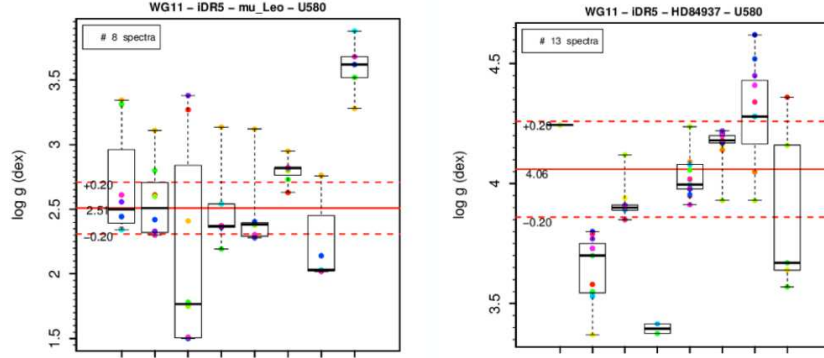 WG11 – iDR5 – mu_Leo – U580
# 8 spectra
log g (dex)
3.5
3
2.5
2
1.5
+0.20
2.51
−0.20
WG11 – iDR5 – HD84937 – U580
# 13 spectra
log g (dex)
4.5
4
3.5
+0.20
4.06
−0.20